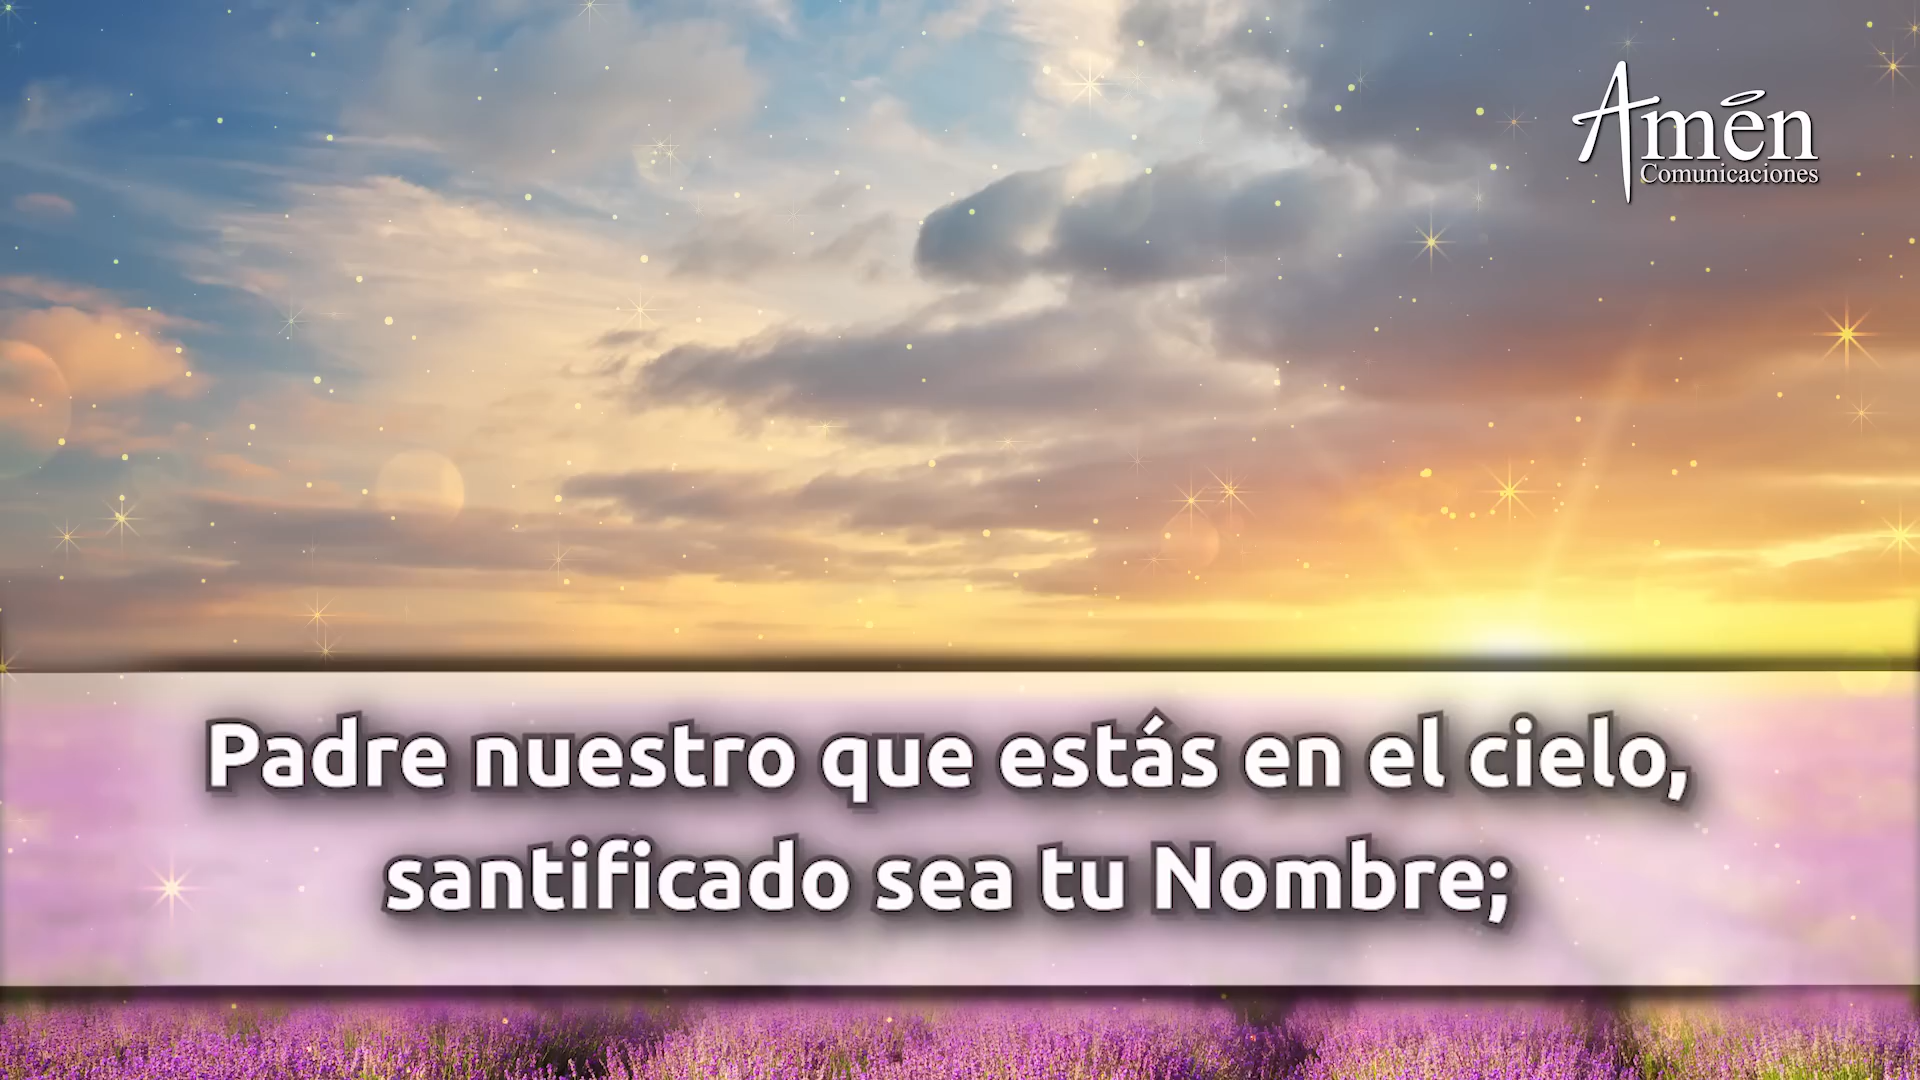 Amén
Comunicaciones
Padre nuestro que estás en el cielo,
santificado sea tu Nombre;